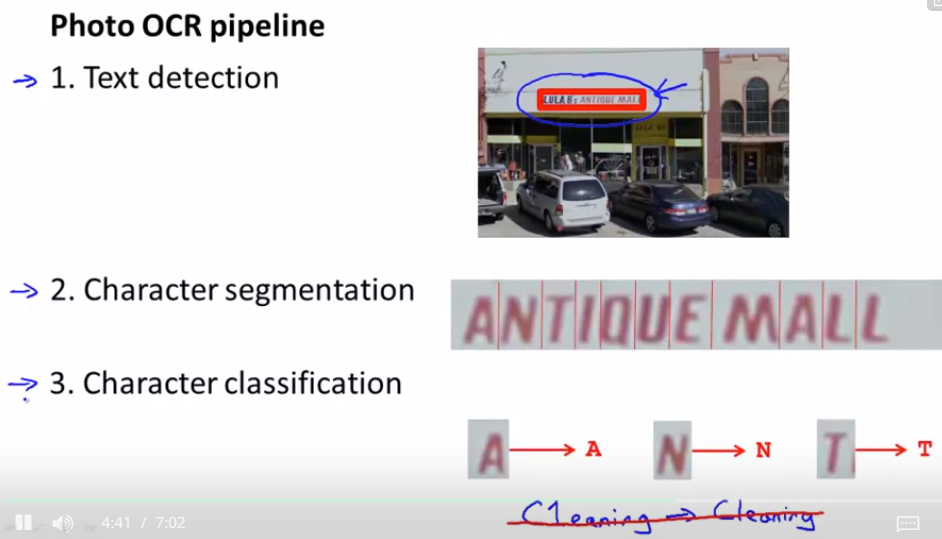 Photo OCR pipeline
→ 1. Text detection
LULA B's ANTIQUE MALL
→ 2. Character segmentation
ANTIQUE MALL
→ 3. Character classification
A → A N → N T → T
C1eaning → Cleaning
4:41 / 7:02